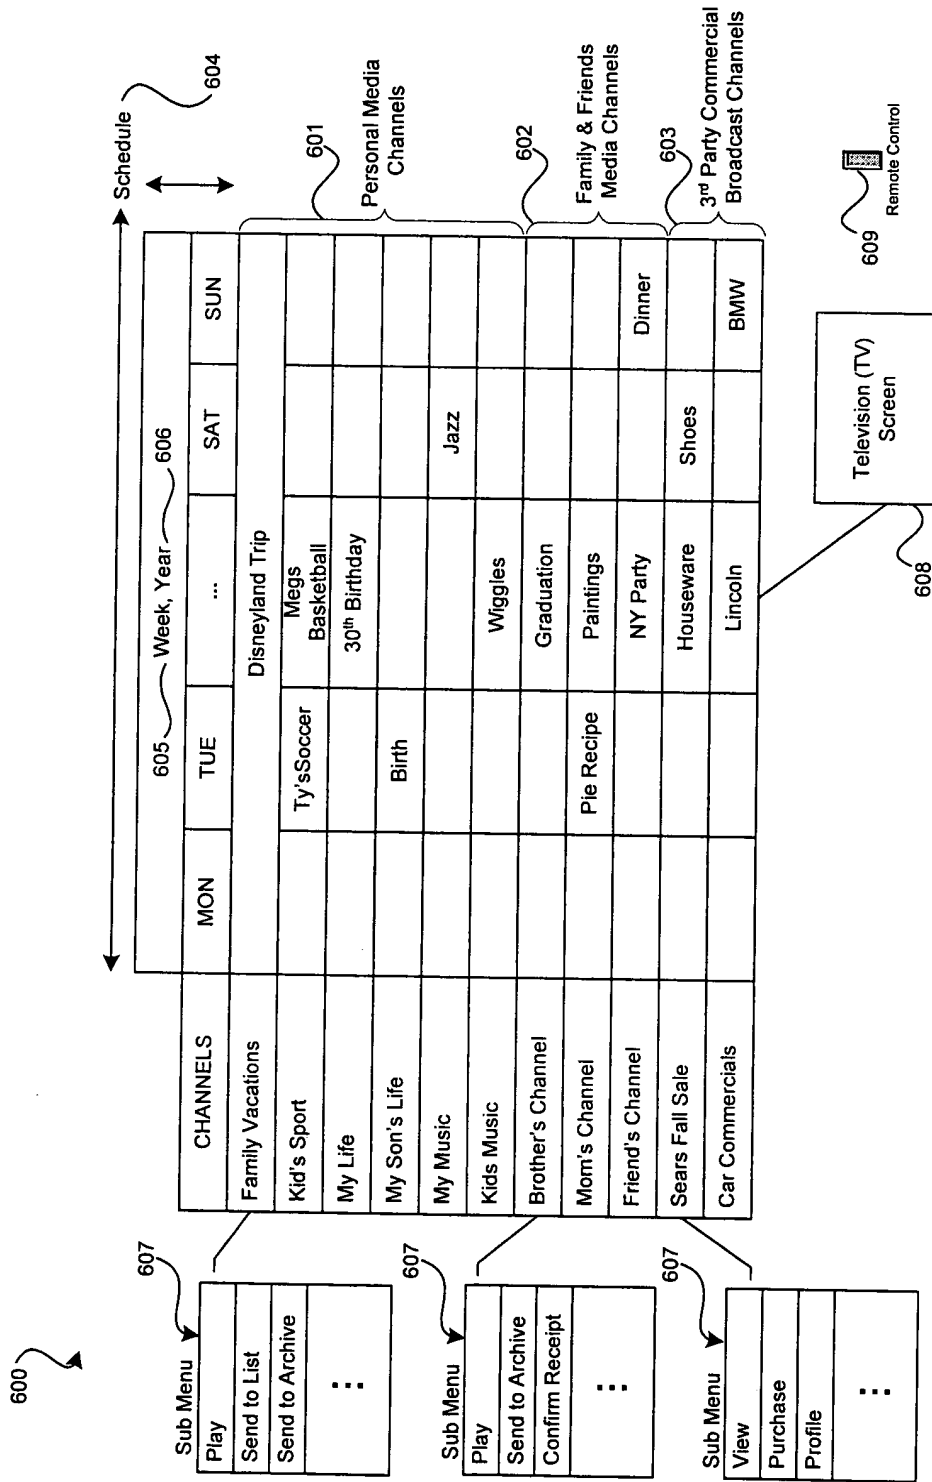 600
Schedule
604
605 Week, Year 606
CHANNELS MON TUE ... SAT SUN
Family Vacations Disneyland Trip
Kid's Sport Ty'sSoccer Megs Basketball
My Life 30th Birthday
My Son's Life Birth
My Music Jazz
Kids Music Wiggles
Brother's Channel Graduation
Mom's Channel Pie Recipe Paintings
Friend's Channel NY Party Dinner
Sears Fall Sale Houseware Shoes
Car Commercials Lincoln BMW
601
Personal Media
Channels
602
Family & Friends
Media Channels
603
3rd Party Commercial
Broadcast Channels
607
Sub Menu
Play
Send to List
Send to Archive
⋮
607
Sub Menu
Play
Send to Archive
Confirm Receipt
⋮
607
Sub Menu
View
Purchase
Profile
⋮
Television (TV)
Screen
608
609
Remote Control